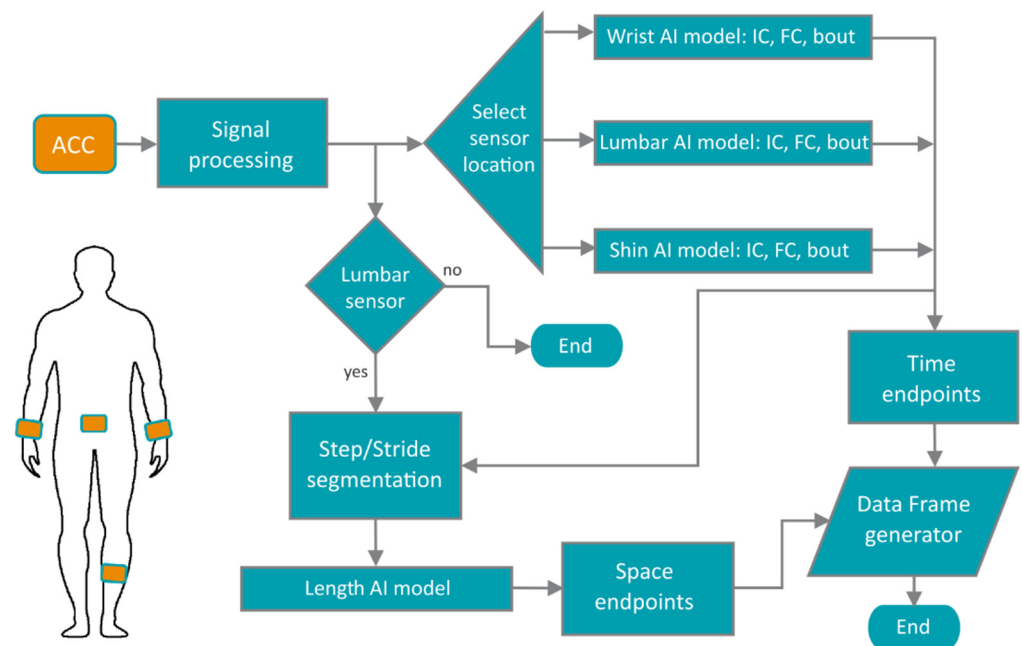 ACC
Signal
processing
Select
sensor
location
Wrist AI model: IC, FC, bout
Lumbar AI model: IC, FC, bout
Shin AI model: IC, FC, bout
Lumbar
sensor
no
End
yes
Time
endpoints
Step/Stride
segmentation
Data Frame
generator
Length AI model
Space
endpoints
End